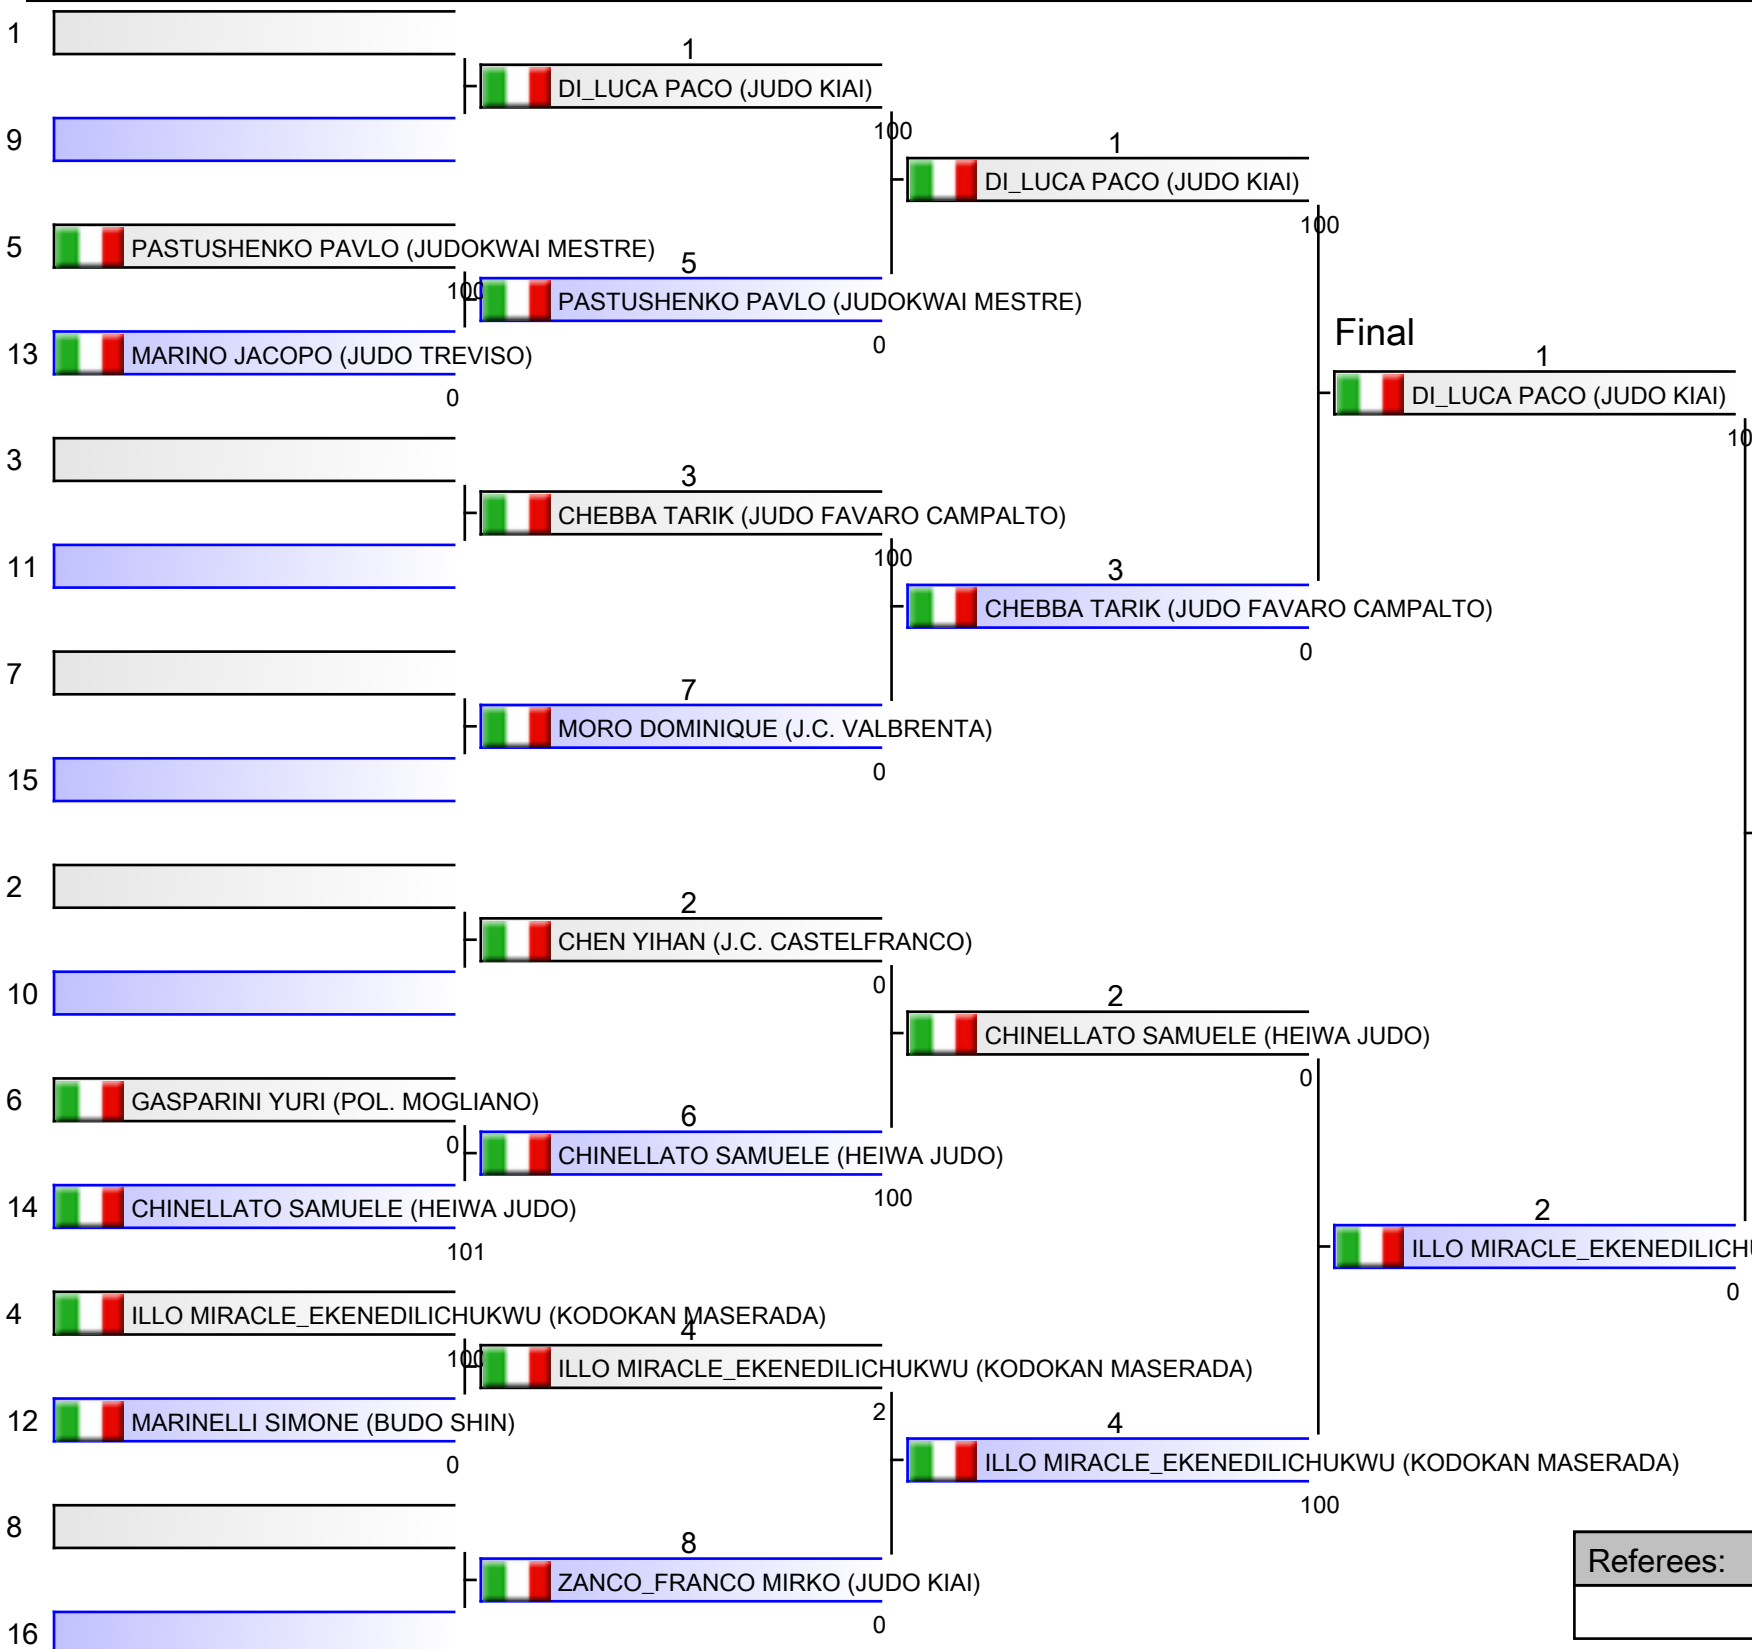 1
9
5 PASTUSHENKO PAVLO (JUDOKWAI MESTRE)
100
13 MARINO JACOPO (JUDO TREVISO)
0
3
11
7
15
2
10
6 GASPARINI YURI (POL. MOGLIANO)
0
14 CHINELLATO SAMUELE (HEIWA JUDO)
101
4 ILLO MIRACLE_EKENEDILICHUKWU (KODOKAN MASERADA)
100
12 MARINELLI SIMONE (BUDO SHIN)
0
8
16
1
DI_LUCA PACO (JUDO KIAI)
100
5
PASTUSHENKO PAVLO (JUDOKWAI MESTRE)
0
3
CHEBBA TARIK (JUDO FAVARO CAMPALTO)
100
7
MORO DOMINIQUE (J.C. VALBRENTA)
0
2
CHEN YIHAN (J.C. CASTELFRANCO)
0
6
CHINELLATO SAMUELE (HEIWA JUDO)
100
4
ILLO MIRACLE_EKENEDILICHUKWU (KODOKAN MASERADA)
2
8
ZANCO_FRANCO MIRKO (JUDO KIAI)
0
1
DI_LUCA PACO (JUDO KIAI)
100
3
CHEBBA TARIK (JUDO FAVARO CAMPALTO)
0
2
CHINELLATO SAMUELE (HEIWA JUDO)
0
4
ILLO MIRACLE_EKENEDILICHUKWU (KODOKAN MASERADA)
100
Final
1
DI_LUCA PACO (JUDO KIAI)
10
2
ILLO MIRACLE_EKENEDILICH
0
Referees: